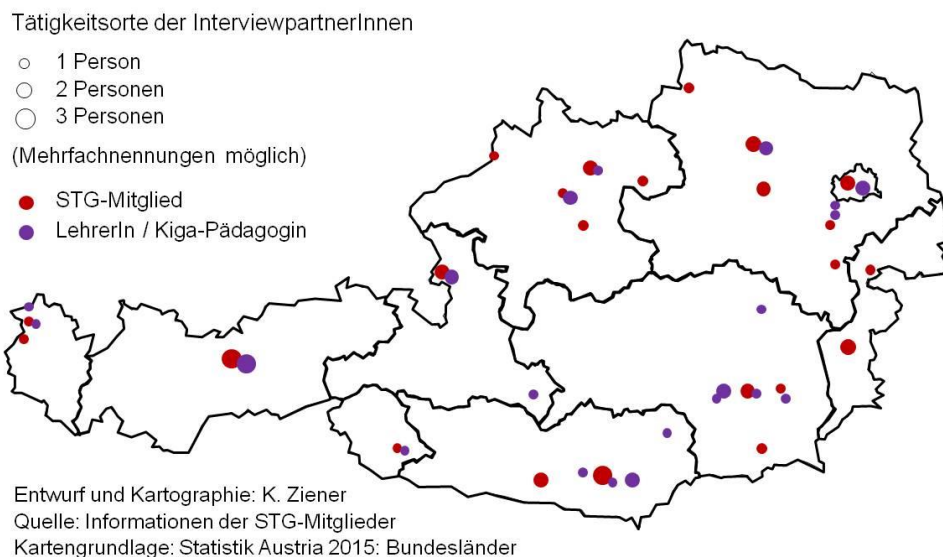 Tätigkeitsorte der InterviewpartnerInnen
1 Person
2 Personen
3 Personen
(Mehrfachnennungen möglich)
STG-Mitglied
LehrerIn / Kiga-Pädagogin
Entwurf und Kartographie: K. Ziener
Quelle: Informationen der STG-Mitglieder
Kartengrundlage: Statistik Austria 2015: Bundesländer